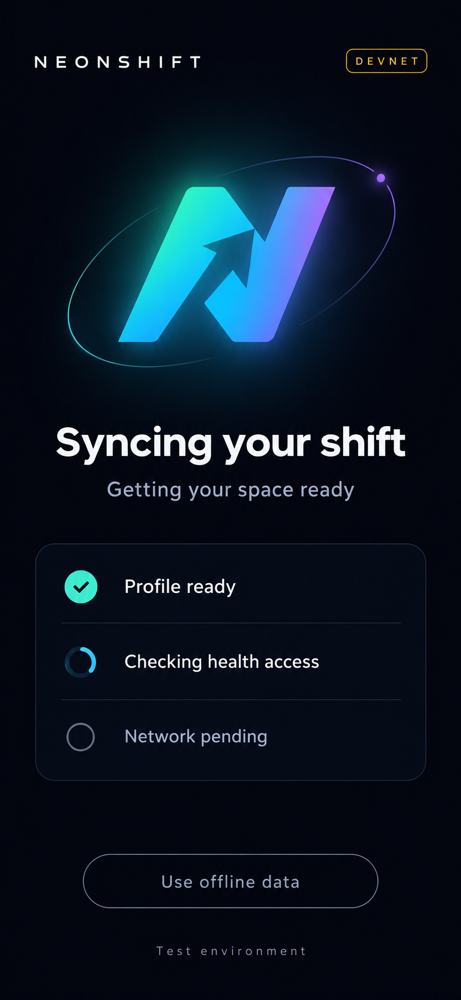 NEONSHIFT
DEVNET
Syncing your shift
Getting your space ready
Profile ready
Checking health access
Network pending
Use offline data
Test environment